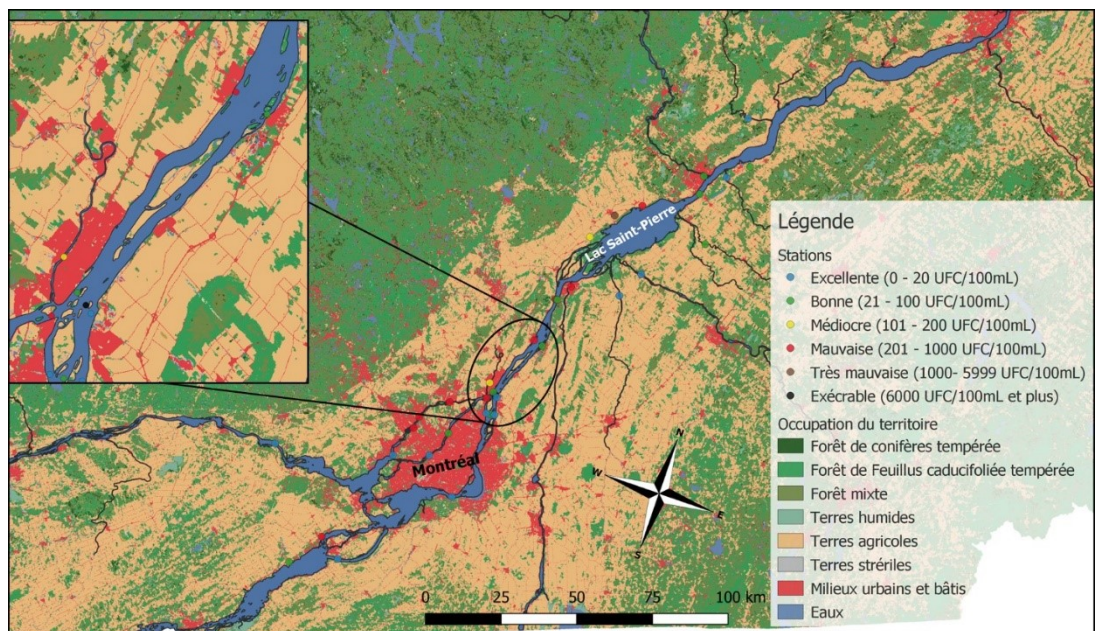 Lac Saint-Pierre
Montréal
N
W
E
S
0 25 50 75 100 km
Légende
Stations
Excellente (0 - 20 UFC/100mL)
Bonne (21 - 100 UFC/100mL)
Médiocre (101 - 200 UFC/100mL)
Mauvaise (201 - 1000 UFC/100mL)
Très mauvaise (1000- 5999 UFC/100mL)
Exécrable (6000 UFC/100mL et plus)
Occupation du territoire
Forêt de conifères tempérée
Forêt de Feuillus caducifoliée tempérée
Forêt mixte
Terres humides
Terres agricoles
Terres strériles
Milieux urbains et bâtis
Eaux